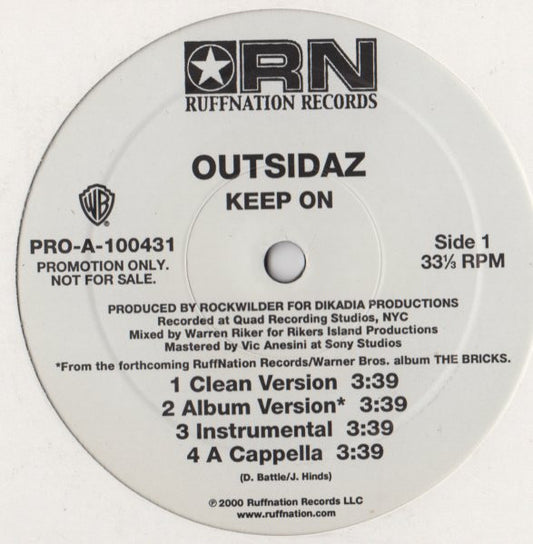 RN
RUFFNATION RECORDS
OUTSIDAZ
KEEP ON
WB
PRO-A-100431
PROMOTION ONLY.
NOT FOR SALE.
Side 1
33⅓ RPM
PRODUCED BY ROCKWILDER FOR DIKADIA PRODUCTIONS
Recorded at Quad Recording Studios, NYC
Mixed by Warren Riker for Rikers Island Productions
Mastered by Vic Anesini at Sony Studios
*From the forthcoming RuffNation Records/Warner Bros. album THE BRICKS.
1 Clean Version 3:39
2 Album Version* 3:39
3 Instrumental 3:39
4 A Cappella 3:39
(D. Battle/J. Hinds)
℗ 2000 Ruffnation Records LLC
www.ruffnation.com